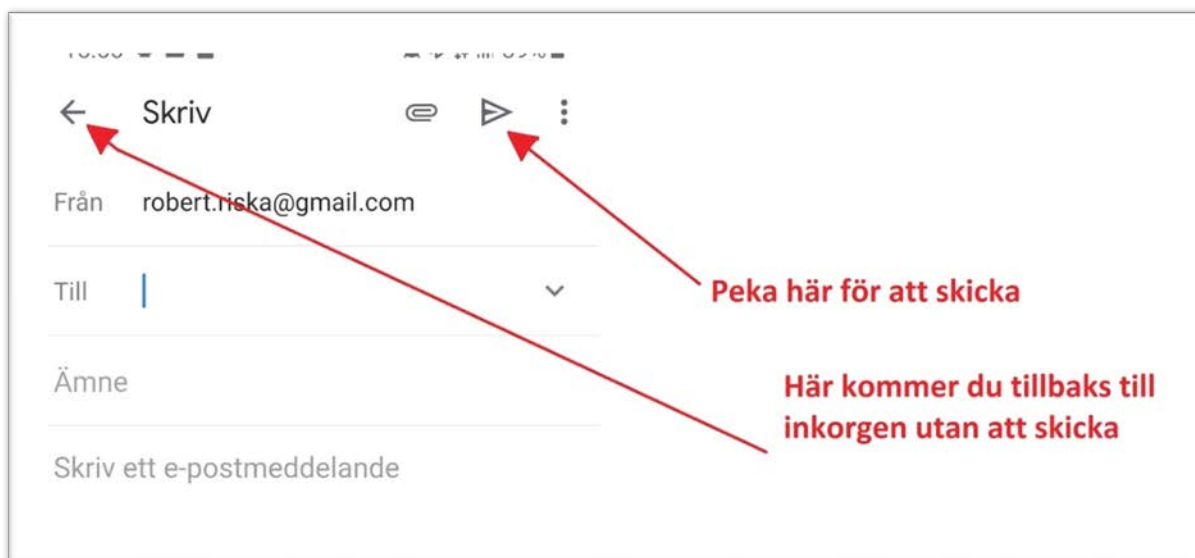 Skriv
Från robert.riska@gmail.com
Till
Peka här för att skicka
Ämne
Här kommer du tillbaks till
inkorgen utan att skicka
Skriv ett e-postmeddelande